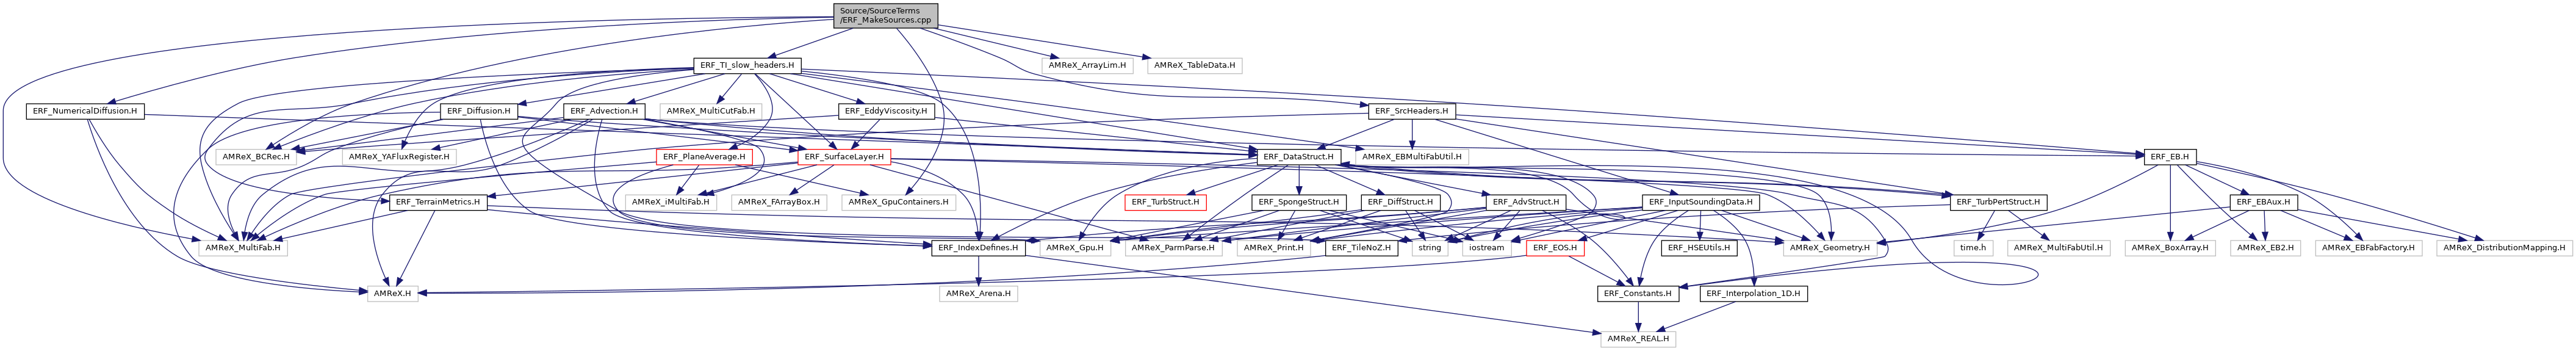 Source/SourceTerms
/ERF_MakeSources.cpp
ERF_TI_slow_headers.H
AMReX_ArrayLim.H
AMReX_TableData.H
ERF_NumericalDiffusion.H
ERF_Diffusion.H
ERF_Advection.H
AMReX_MultiCutFab.H
ERF_EddyViscosity.H
ERF_SrcHeaders.H
AMReX_BCRec.H
AMReX_YAFluxRegister.H
ERF_PlaneAverage.H
ERF_SurfaceLayer.H
ERF_DataStruct.H
AMReX_EBMultiFabUtil.H
ERF_EB.H
ERF_TerrainMetrics.H
AMReX_iMultiFab.H
AMReX_FArrayBox.H
AMReX_GpuContainers.H
ERF_TurbStruct.H
ERF_SpongeStruct.H
ERF_DiffStruct.H
ERF_AdvStruct.H
ERF_InputSoundingData.H
ERF_TurbPertStruct.H
ERF_EBAux.H
AMReX_MultiFab.H
ERF_IndexDefines.H
AMReX_Gpu.H
AMReX_ParmParse.H
AMReX_Print.H
ERF_TileNoZ.H
string
iostream
ERF_EOS.H
ERF_HSEUtils.H
AMReX_Geometry.H
time.h
AMReX_MultiFabUtil.H
AMReX_BoxArray.H
AMReX_EB2.H
AMReX_EBFabFactory.H
AMReX_DistributionMapping.H
AMReX.H
AMReX_Arena.H
ERF_Constants.H
ERF_Interpolation_1D.H
AMReX_REAL.H